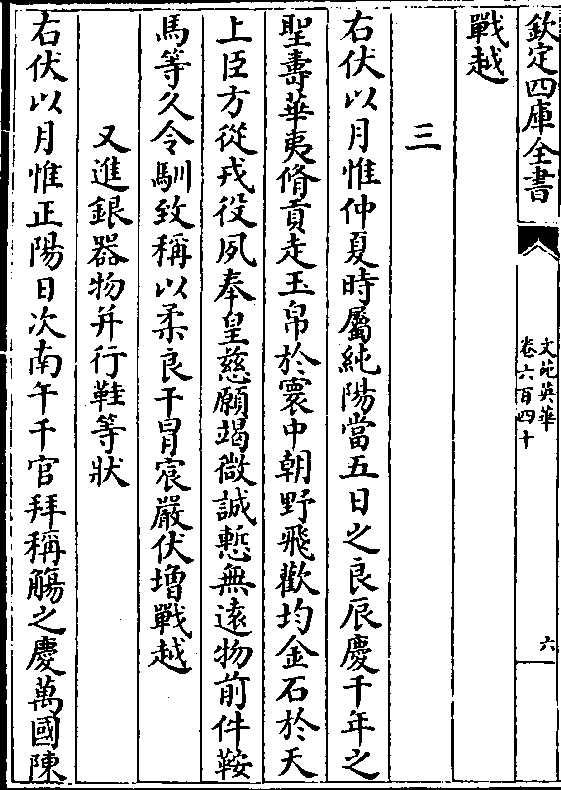 欽定四庫全書
文苑英華
卷六百四十
六
戰越
三
右伏以月惟仲夏時屬純陽當五日之良辰慶千年之
聖壽華夷脩貢走玉帛於寰中朝野飛歡均金石於天
上臣方從戎役夙奉皇慈願竭微誠慙無遠物前件鞍
馬等久令馴致稱以柔良干冒宸嚴伏增戰越
又進銀器物并行鞋等狀
右伏以月惟正陽日次南午千官拜稱觴之慶萬國陳